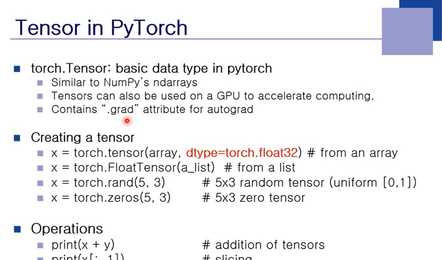 Tensor in PyTorch
torch.Tensor: basic data type in pytorch
Similar to NumPy's ndarrays
Tensors can also be used on a GPU to accelerate computing.
Contains ".grad" attribute for autograd
Creating a tensor
x = torch.tensor(array, dtype=torch.float32) # from an array
x = torch.FloatTensor(a_list) # from a list
x = torch.rand(5, 3) # 5x3 random tensor (uniform [0,1])
x = torch.zeros(5, 3) # 5x3 zero tensor
Operations
print(x + y) # addition of tensors
print(x[: 1]) # slicing